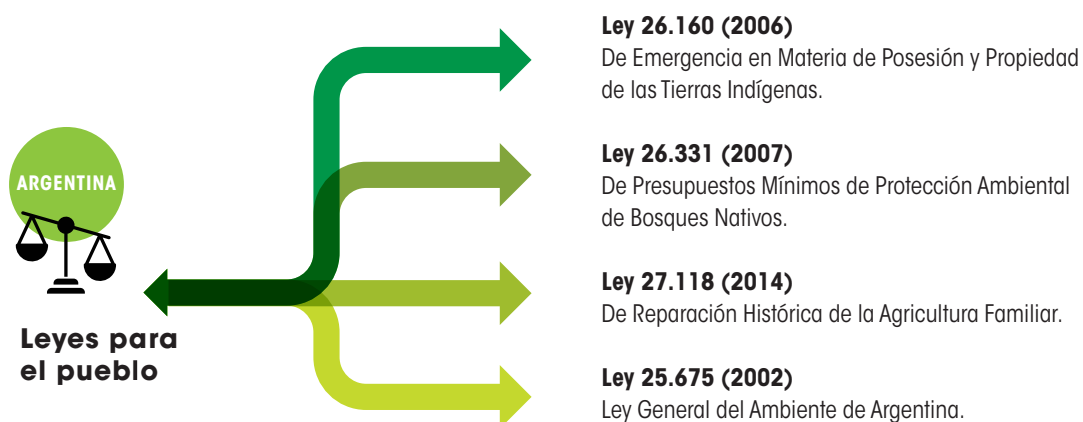 ARGENTINA
Leyes para
el pueblo
Ley 26.160 (2006)
De Emergencia en Materia de Posesión y Propiedad
de las Tierras Indígenas.
Ley 26.331 (2007)
De Presupuestos Mínimos de Protección Ambiental
de Bosques Nativos.
Ley 27.118 (2014)
De Reparación Histórica de la Agricultura Familiar.
Ley 25.675 (2002)
Ley General del Ambiente de Argentina.